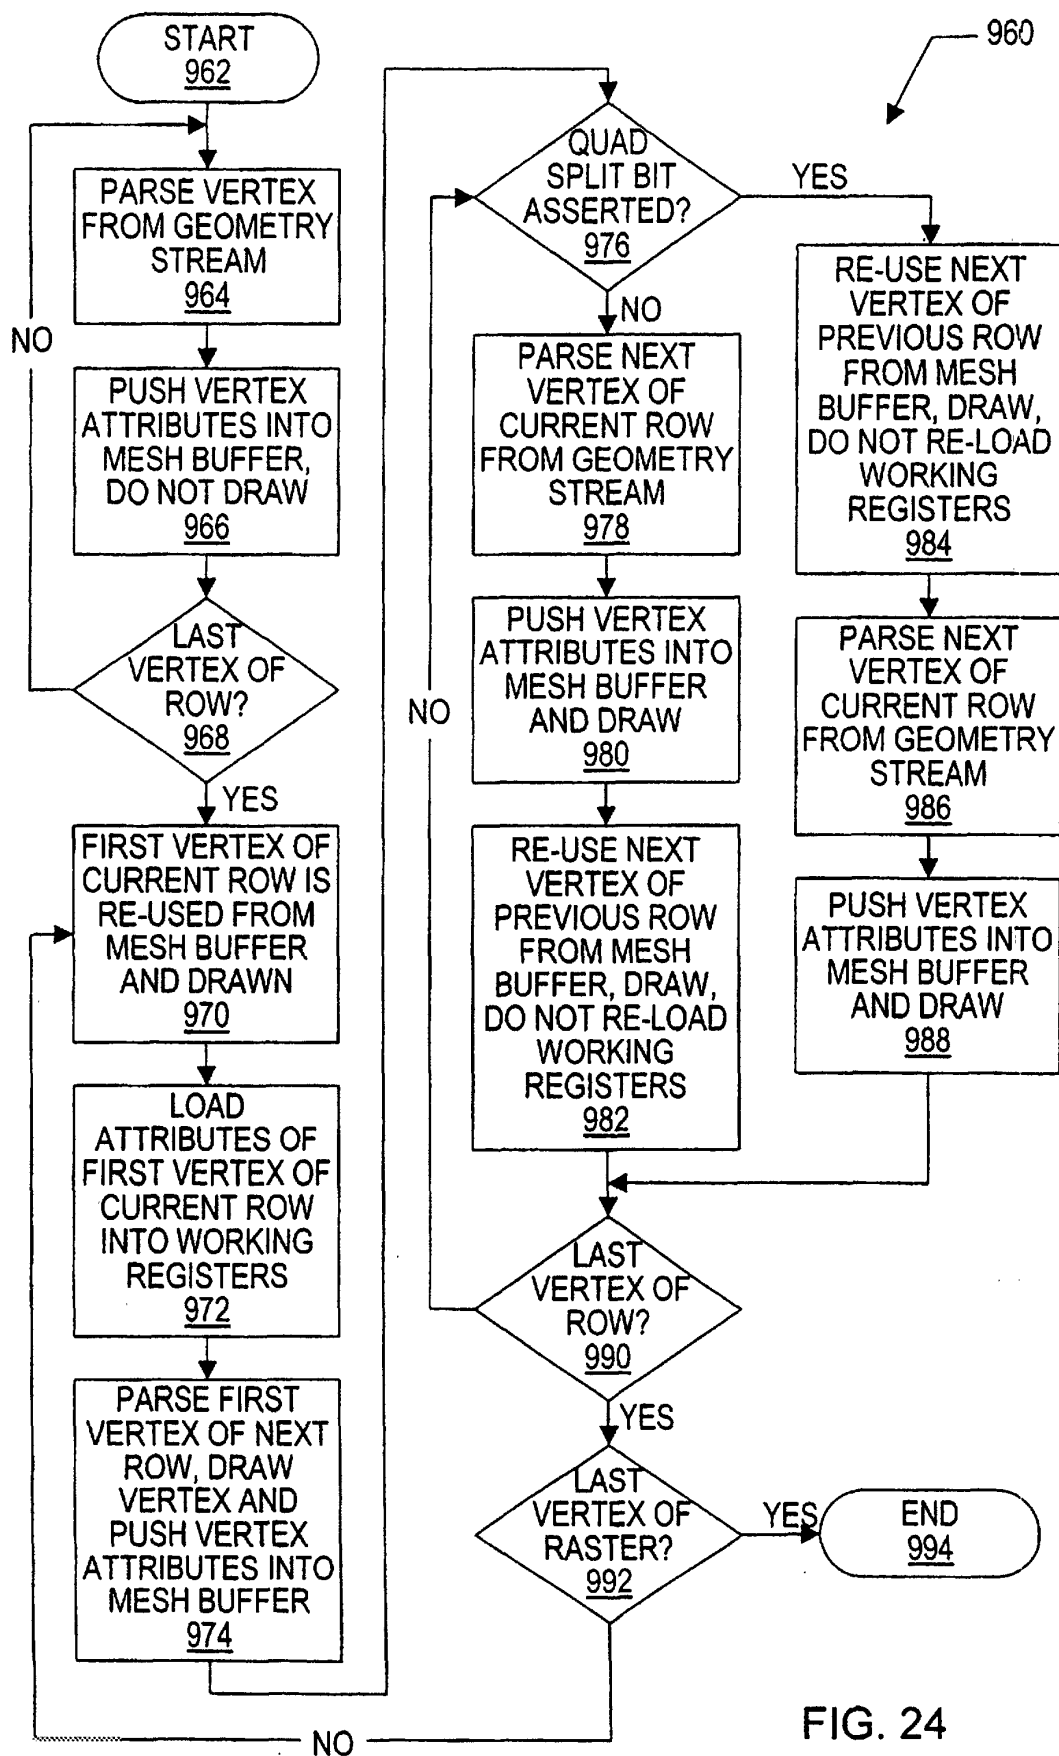 START
962
960
PARSE VERTEX
FROM GEOMETRY
STREAM
964
NO
PUSH VERTEX
ATTRIBUTES INTO
MESH BUFFER,
DO NOT DRAW
966
LAST
VERTEX OF
ROW?
968
YES
FIRST VERTEX OF
CURRENT ROW IS
RE-USED FROM
MESH BUFFER
AND DRAWN
970
LOAD
ATTRIBUTES OF
FIRST VERTEX OF
CURRENT ROW
INTO WORKING
REGISTERS
972
PARSE FIRST
VERTEX OF NEXT
ROW, DRAW
VERTEX AND
PUSH VERTEX
ATTRIBUTES INTO
MESH BUFFER
974
QUAD
SPLIT BIT
ASSERTED?
976
YES
NO
PARSE NEXT
VERTEX OF
CURRENT ROW
FROM GEOMETRY
STREAM
978
PUSH VERTEX
ATTRIBUTES INTO
MESH BUFFER
AND DRAW
980
NO
RE-USE NEXT
VERTEX OF
PREVIOUS ROW
FROM MESH
BUFFER, DRAW,
DO NOT RE-LOAD
WORKING
REGISTERS
982
RE-USE NEXT
VERTEX OF
PREVIOUS ROW
FROM MESH
BUFFER, DRAW,
DO NOT RE-LOAD
WORKING
REGISTERS
984
PARSE NEXT
VERTEX OF
CURRENT ROW
FROM GEOMETRY
STREAM
986
PUSH VERTEX
ATTRIBUTES INTO
MESH BUFFER
AND DRAW
988
LAST
VERTEX OF
ROW?
990
YES
LAST
VERTEX OF
RASTER?
992
YES
END
994
NO
FIG. 24